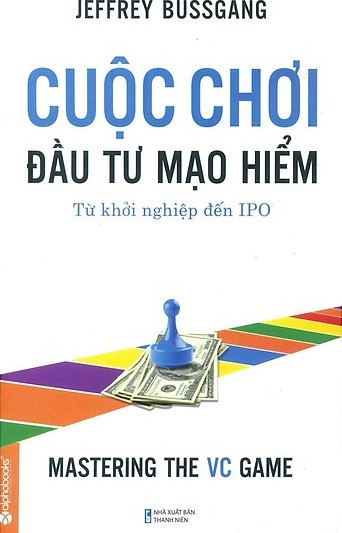 JEFFREY BUSSGANG
CUỘC CHƠI
ĐẦU TƯ MẠO HIỂM
Từ khởi nghiệp đến IPO
MASTERING THE VC GAME
alphabooks
NHÀ XUẤT BẢN
THANH NIÊN